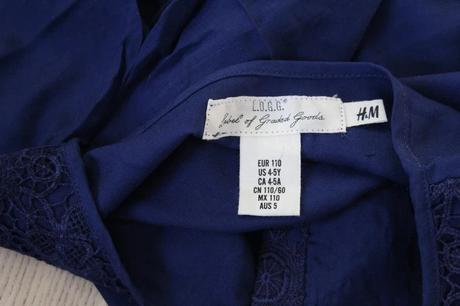 L.O.G.G.
Label of Graded Goods
H&M
EUR 110
US 4-5Y
CA 4-5A
CN 110/60
MX 110
AUS 5